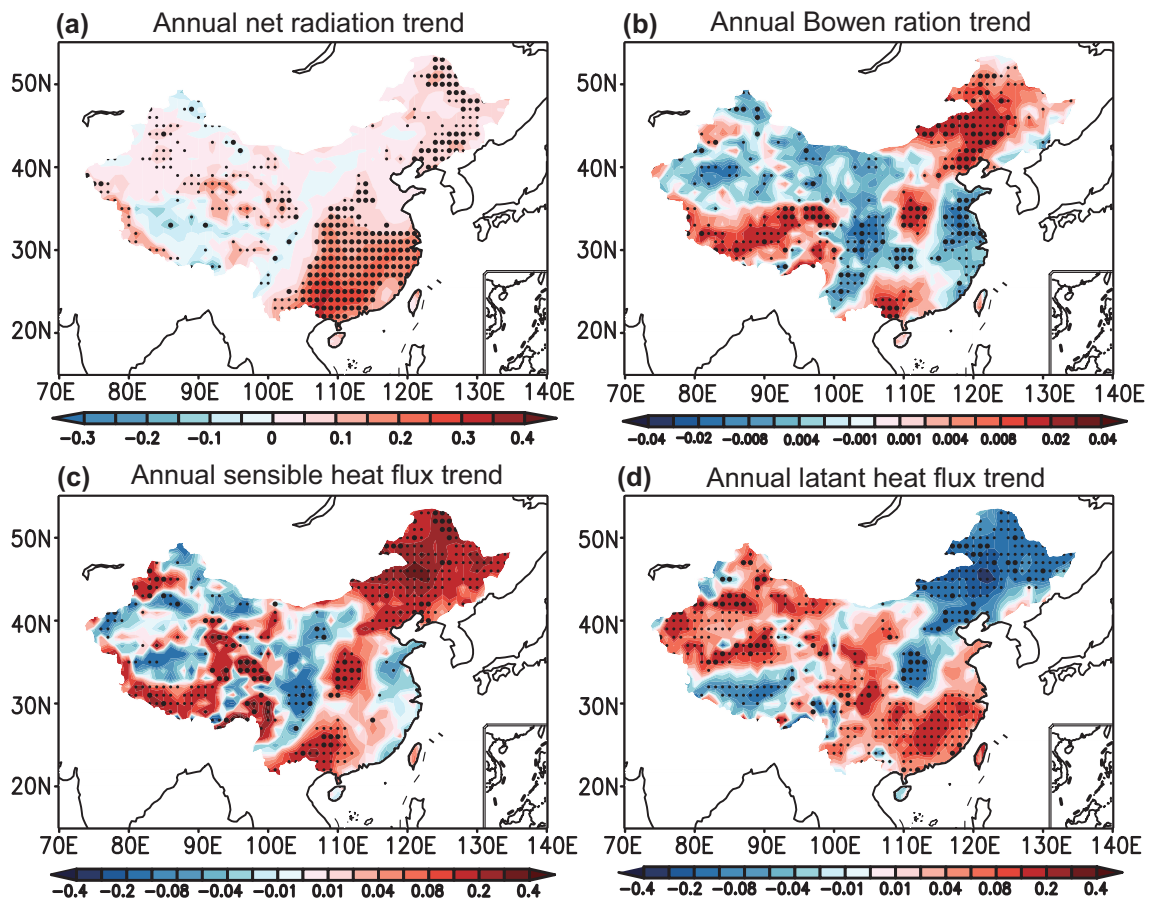 (a) Annual net radiation trend
(b) Annual Bowen ration trend
50N
40N
30N
20N
70E 80E 90E 100E 110E 120E 130E 140E
−0.3 −0.2 −0.1 0 0.1 0.2 0.3 0.4
50N
40N
30N
20N
70E 80E 90E 100E 110E 120E 130E 140E
−0.04 −0.02 −0.008 0.004 −0.001 0.001 0.004 0.008 0.02 0.04
(c) Annual sensible heat flux trend
(d) Annual latant heat flux trend
50N
40N
30N
20N
70E 80E 90E 100E 110E 120E 130E 140E
−0.4 −0.2 −0.08 −0.04 −0.01 0.01 0.04 0.08 0.2 0.4
50N
40N
30N
20N
70E 80E 90E 100E 110E 120E 130E 140E
−0.4 −0.2 −0.08 −0.04 −0.01 0.01 0.04 0.08 0.2 0.4